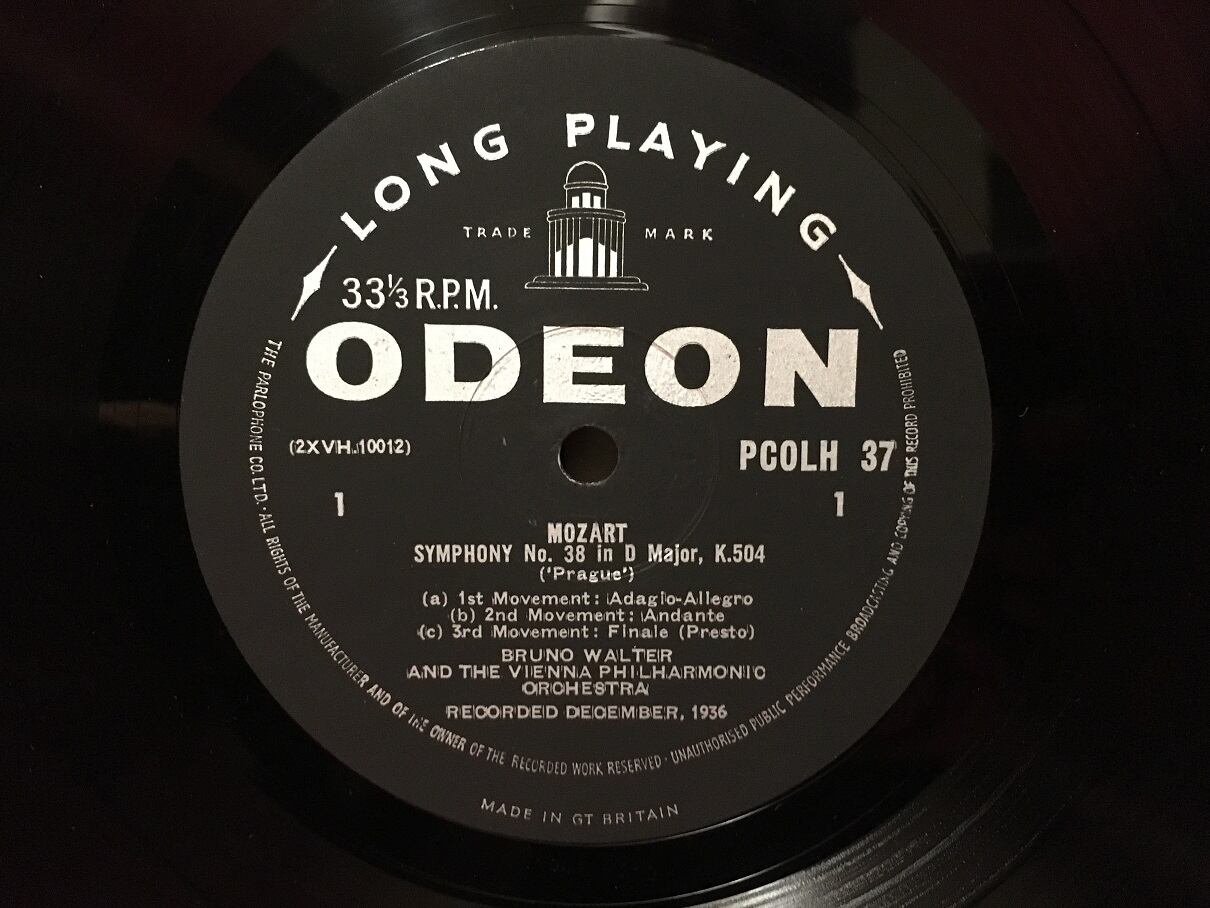 LONG PLAYING
TRADE MARK
33⅓ R.P.M.
ODEON
(2XVH.10012)
PCOLH 37
1
1
MOZART
SYMPHONY No. 38 in D Major, K.504
('Prague')
(a) 1st Movement: Adagio-Allegro
(b) 2nd Movement: Andante
(c) 3rd Movement: Finale (Presto)
BRUNO WALTER
AND THE VIENNA PHILHARMONIC
ORCHESTRA
RECORDED DECEMBER, 1936
THE PARLOPHONE CO. LTD. · ALL RIGHTS OF THE MANUFACTURER AND OF THE OWNER OF THE RECORDED WORK RESERVED · UNAUTHORISED PUBLIC PERFORMANCE BROADCASTING AND COPYING OF THIS RECORD PROHIBITED
MADE IN GT BRITAIN